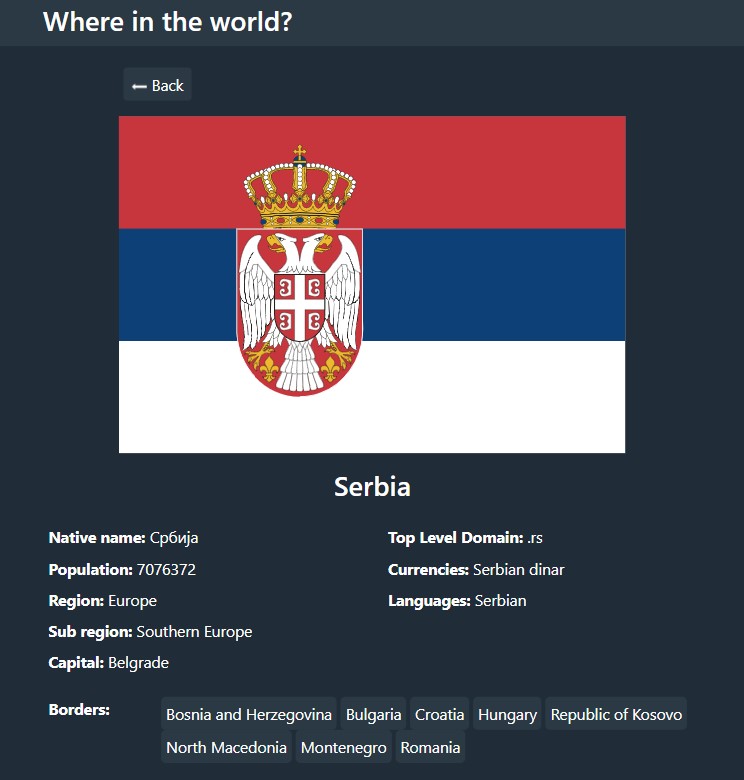 Where in the world?
Back
Serbia
Native name: Србија
Population: 7076372
Region: Europe
Sub region: Southern Europe
Capital: Belgrade
Top Level Domain: .rs
Currencies: Serbian dinar
Languages: Serbian
Borders: Bosnia and Herzegovina Bulgaria Croatia Hungary Republic of Kosovo
North Macedonia Montenegro Romania